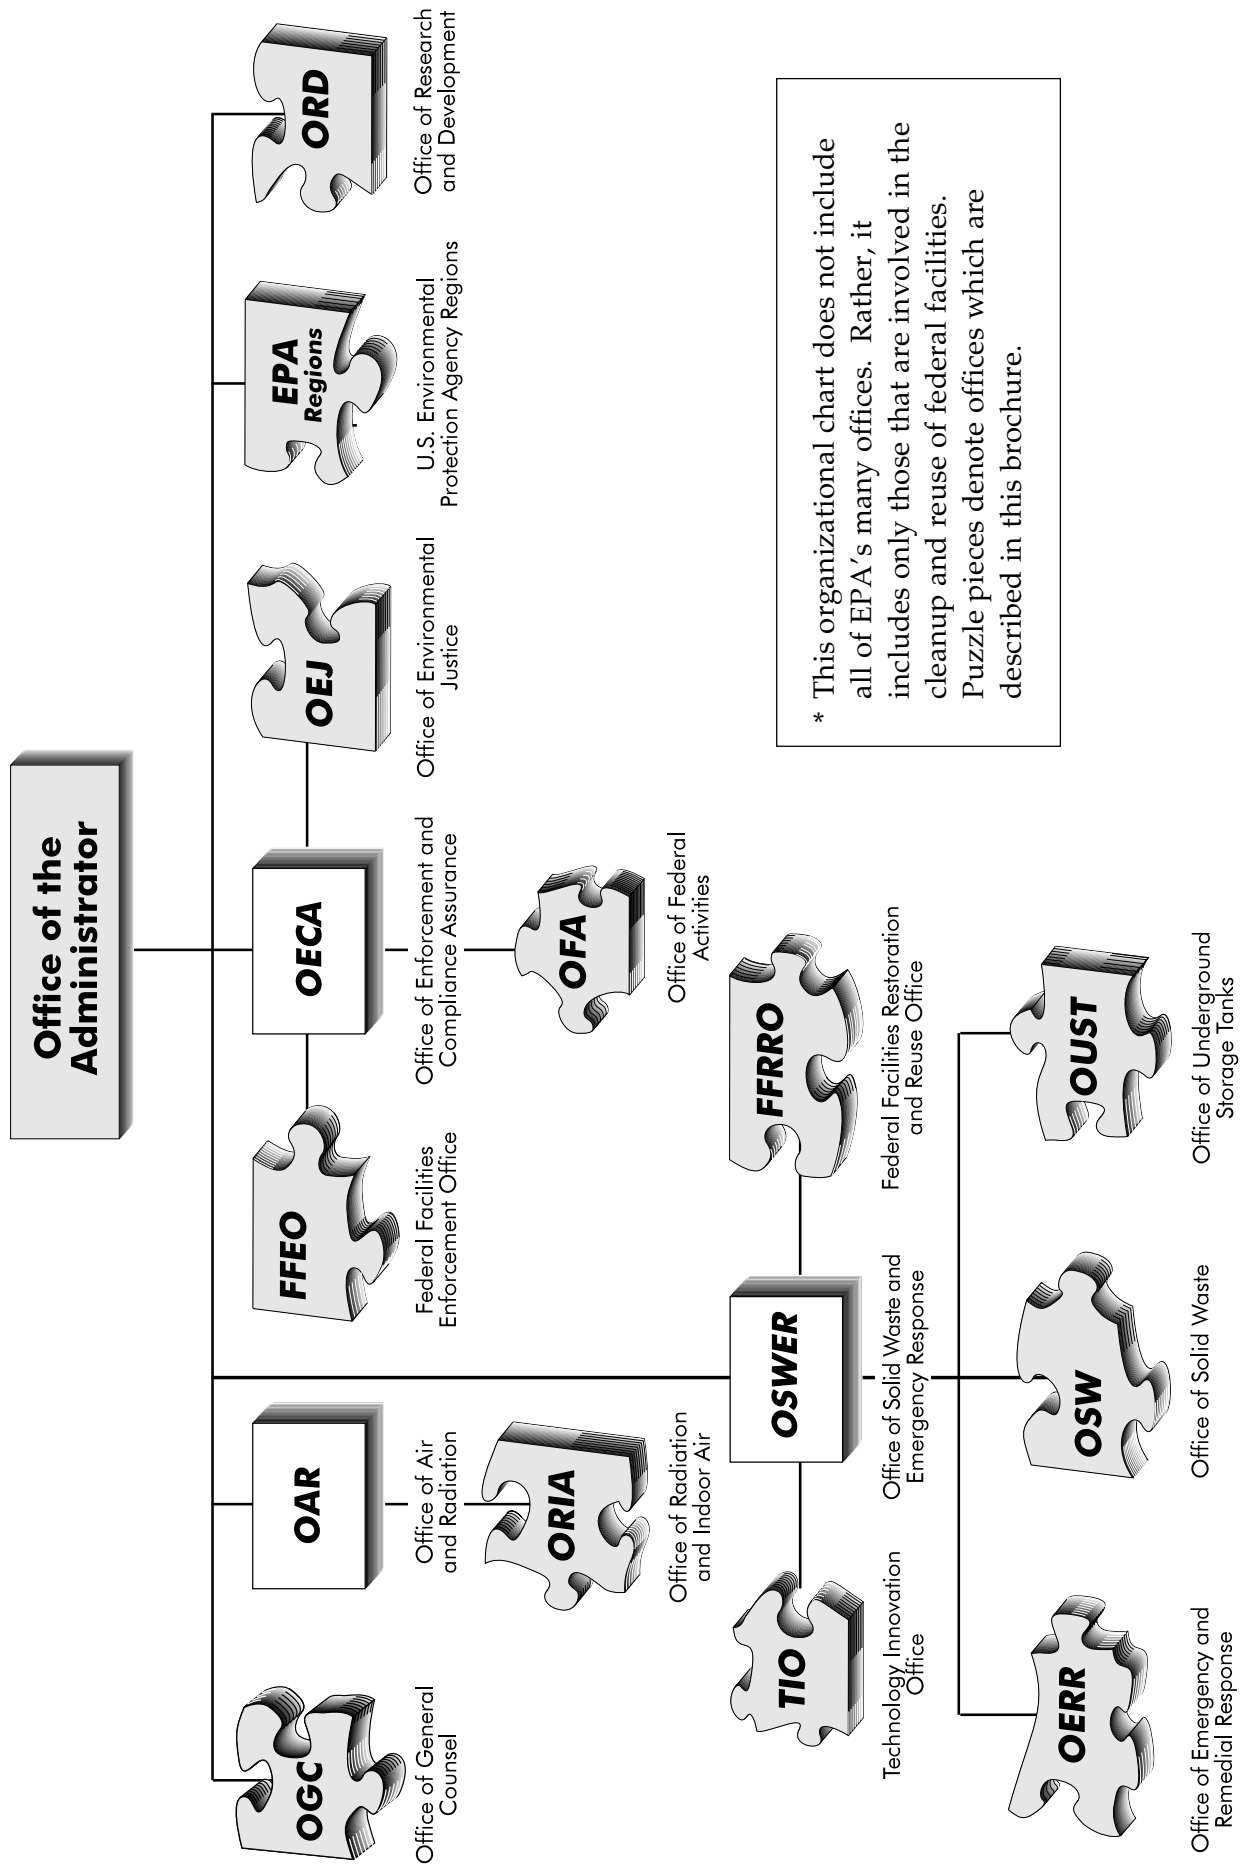 Office of the
Administrator
OGC
Office of General
Counsel
OAR
Office of Air
and Radiation
ORIA
Office of Radiation
and Indoor Air
FFEO
Federal Facilities
Enforcement Office
OECA
Office of Enforcement and
Compliance Assurance
OFA
Office of Federal
Activities
OEJ
Office of Environmental
Justice
EPA
Regions
U.S. Environmental
Protection Agency Regions
ORD
Office of Research
and Development
TIO
Technology Innovation
Office
OSWER
Office of Solid Waste and
Emergency Response
FFRRO
Federal Facilities Restoration
and Reuse Office
OERR
Office of Emergency and
Remedial Response
OSW
Office of Solid Waste
OUST
Office of Underground
Storage Tanks
* This organizational chart does not include
all of EPA's many offices. Rather, it
includes only those that are involved in the
cleanup and reuse of federal facilities.
Puzzle pieces denote offices which are
described in this brochure.